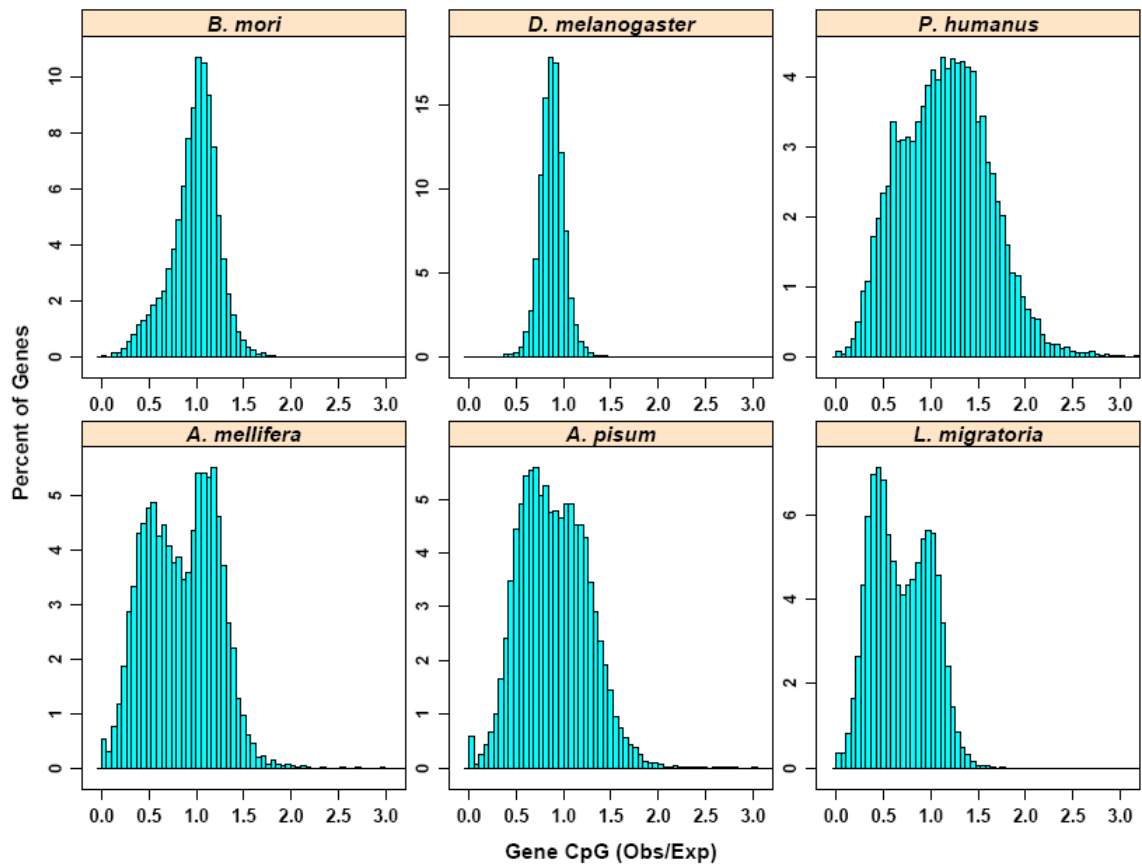 B. mori
D. melanogaster
P. humanus
0 2 4 6 8 10
0 5 10 15
0 1 2 3 4
0.0 0.5 1.0 1.5 2.0 2.5 3.0
0.0 0.5 1.0 1.5 2.0 2.5 3.0
0.0 0.5 1.0 1.5 2.0 2.5 3.0
Percent of Genes
A. mellifera
A. pisum
L. migratoria
0 1 2 3 4 5
0 1 2 3 4 5
0 2 4 6
0.0 0.5 1.0 1.5 2.0 2.5 3.0
0.0 0.5 1.0 1.5 2.0 2.5 3.0
0.0 0.5 1.0 1.5 2.0 2.5 3.0
Gene CpG (Obs/Exp)